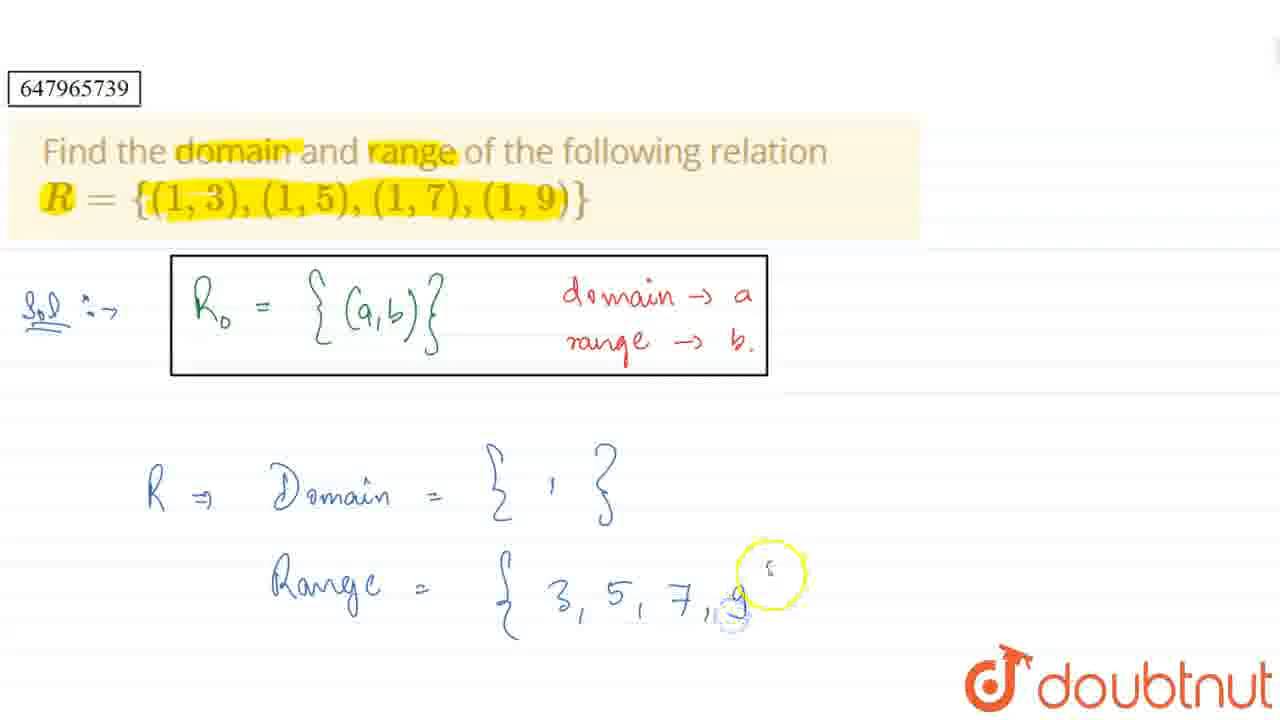 647965739
Find the domain and range of the following relation
R = {(1, 3), (1, 5), (1, 7), (1, 9)}
Sol :→
R₀ = {(a,b)} domain → a
range → b.
R ⇒ Domain = { 1 }
Range = { 3, 5, 7, 9
doubtnut